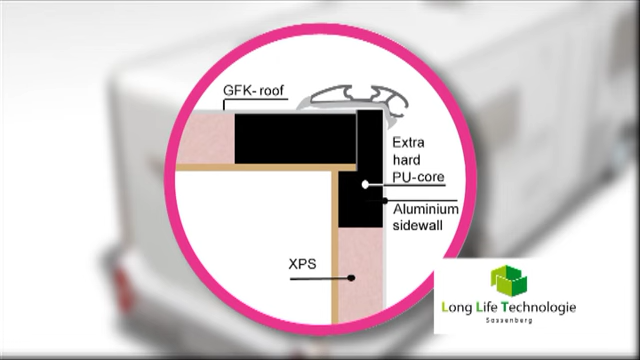 GFK-roof
Extra
hard
PU-core
Aluminium
sidewall
XPS
Long Life Technologie
Sassenberg